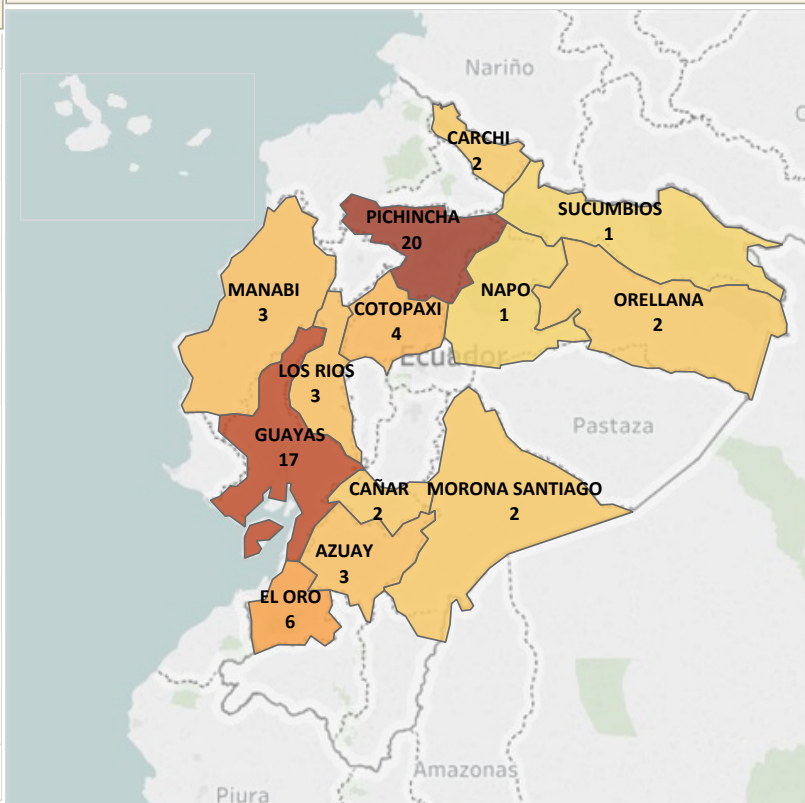 Nariño
CARCHI
2
SUCUMBIOS
1
PICHINCHA
20
MANABI
3
COTOPAXI
4
NAPO
1
ORELLANA
2
Ecuador
LOS RIOS
3
Pastaza
GUAYAS
17
CAÑAR
2
MORONA SANTIAGO
2
AZUAY
3
EL ORO
6
Amazonas
Piura